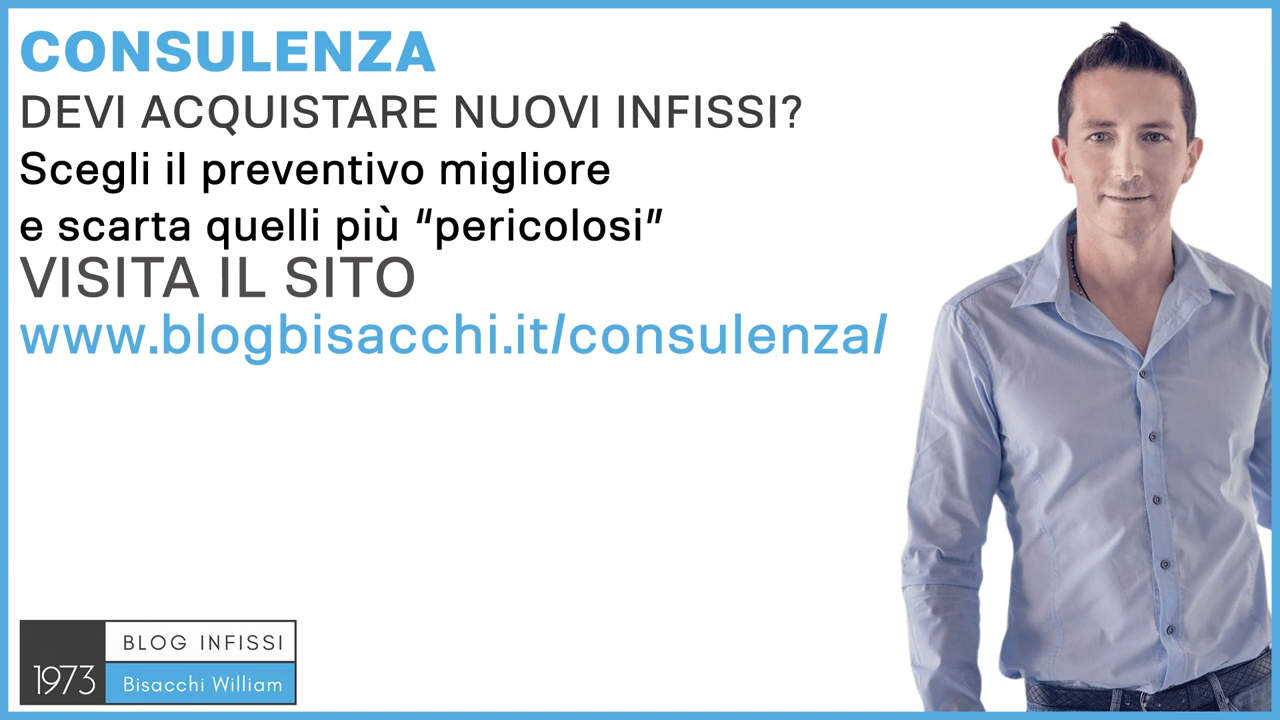 CONSULENZA
DEVI ACQUISTARE NUOVI INFISSI?
Scegli il preventivo migliore
e scarta quelli più “pericolosi”
VISITA IL SITO
www.blogbisacchi.it/consulenza/
1973
BLOG INFISSI
Bisacchi William